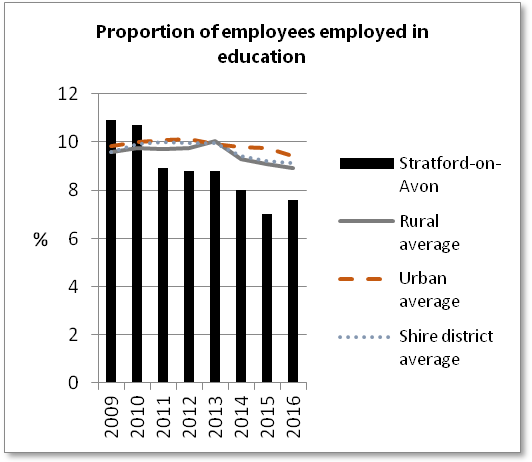 Proportion of employees employed in
education
12
10
8
6
4
2
0
%
2009
2010
2011
2012
2013
2014
2015
2016
Stratford-on-
Avon
Rural
average
Urban
average
Shire district
average